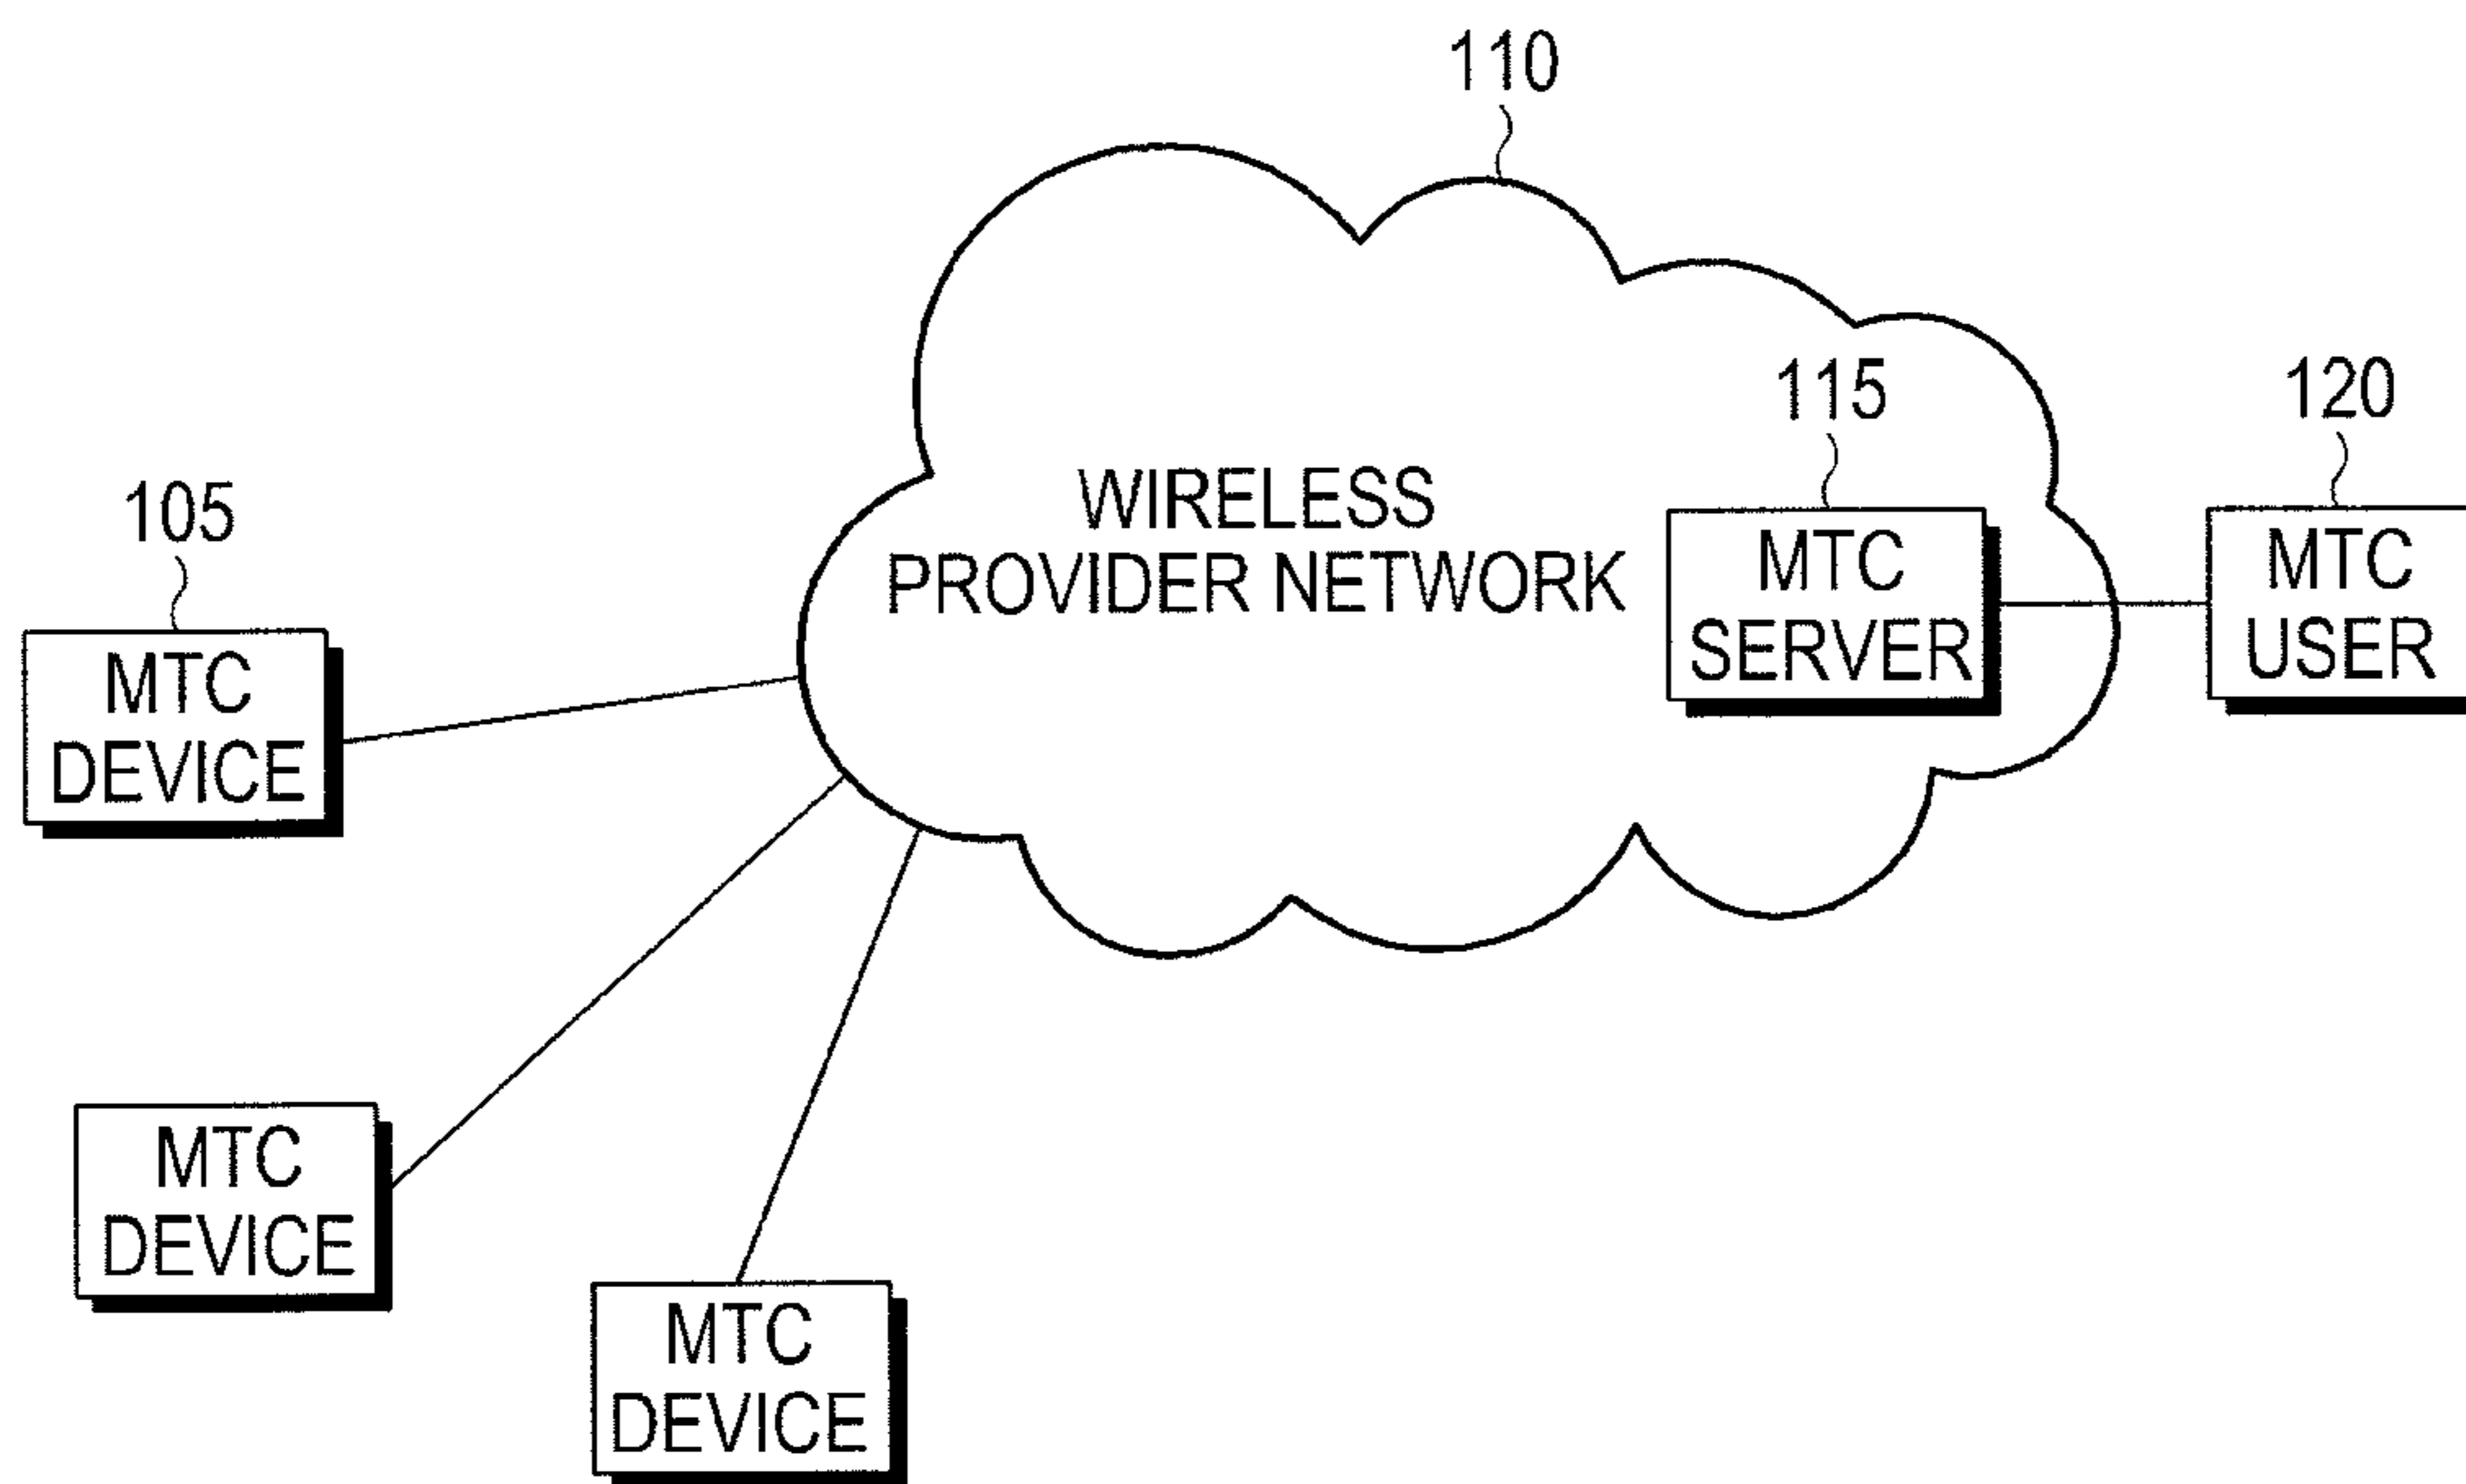 110
115
120
WIRELESS
PROVIDER NETWORK
MTC
SERVER
MTC
USER
105
MTC
DEVICE
MTC
DEVICE
MTC
DEVICE